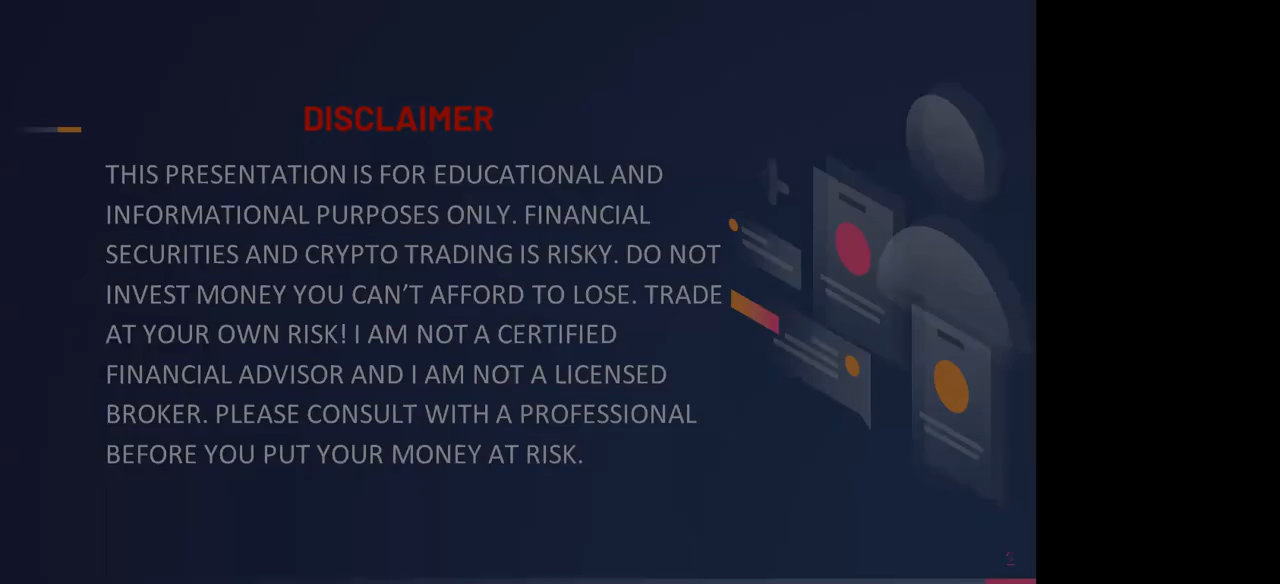 DISCLAIMER
THIS PRESENTATION IS FOR EDUCATIONAL AND
INFORMATIONAL PURPOSES ONLY. FINANCIAL
SECURITIES AND CRYPTO TRADING IS RISKY. DO NOT
INVEST MONEY YOU CAN’T AFFORD TO LOSE. TRADE
AT YOUR OWN RISK! I AM NOT A CERTIFIED
FINANCIAL ADVISOR AND I AM NOT A LICENSED
BROKER. PLEASE CONSULT WITH A PROFESSIONAL
BEFORE YOU PUT YOUR MONEY AT RISK.